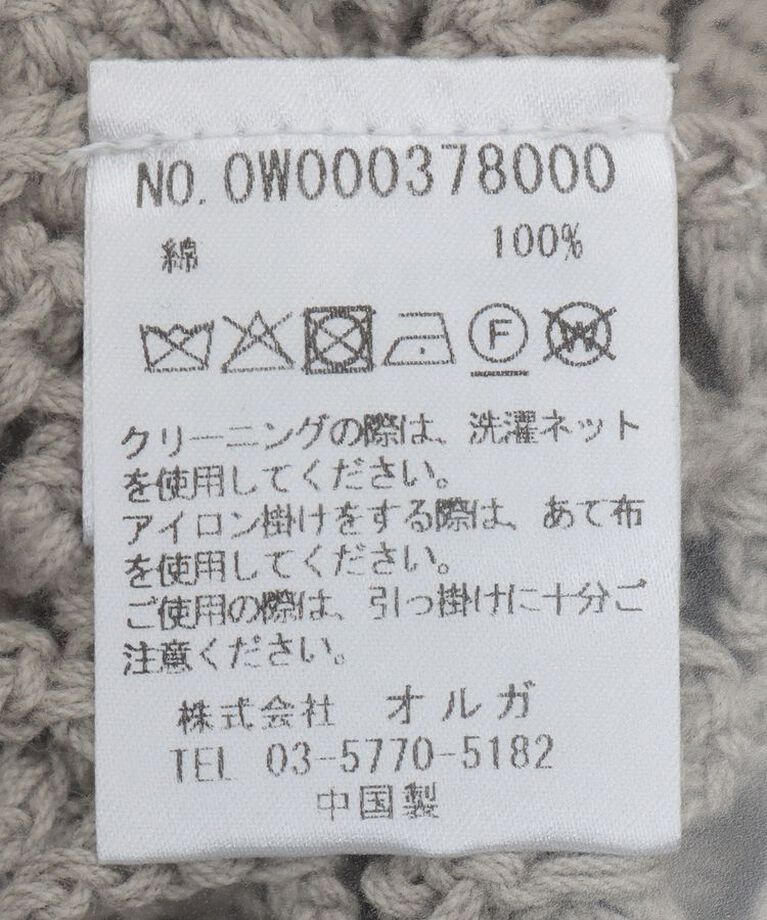 NO. 0W000378000
綿 100%
F W
クリーニングの際は、洗濯ネット
を使用してください。
アイロン掛けをする際は、あて布
を使用してください。
ご使用の際は、引っ掛けに十分ご
注意ください。
株式会社 オルガ
TEL 03-5770-5182
中国製